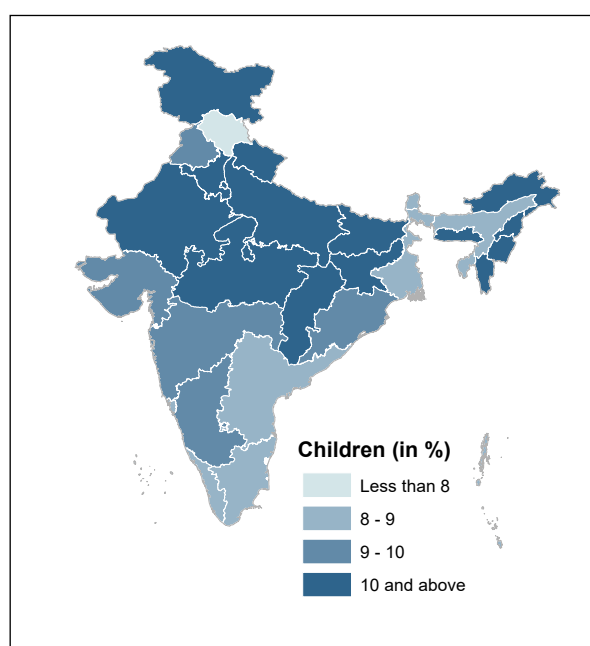 Children (in %)
Less than 8
8 - 9
9 - 10
10 and above